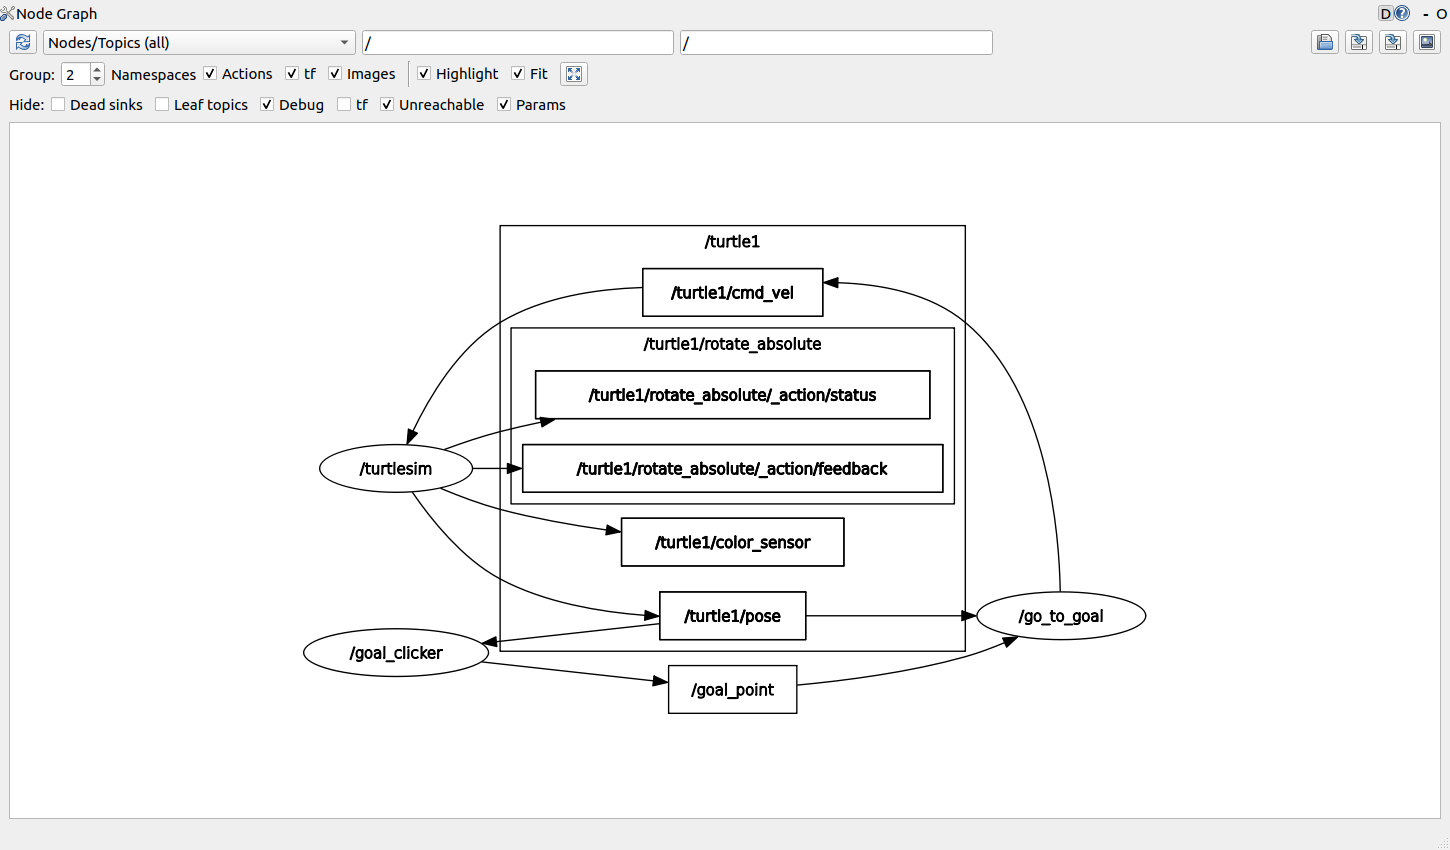 Node Graph
D ? - O
Nodes/Topics (all) / /
Group: 2 Namespaces Actions tf Images Highlight Fit
Hide: Dead sinks Leaf topics Debug tf Unreachable Params
/turtle1
/turtle1/cmd_vel
/turtle1/rotate_absolute
/turtle1/rotate_absolute/_action/status
/turtlesim
/turtle1/rotate_absolute/_action/feedback
/turtle1/color_sensor
/turtle1/pose
/go_to_goal
/goal_clicker
/goal_point